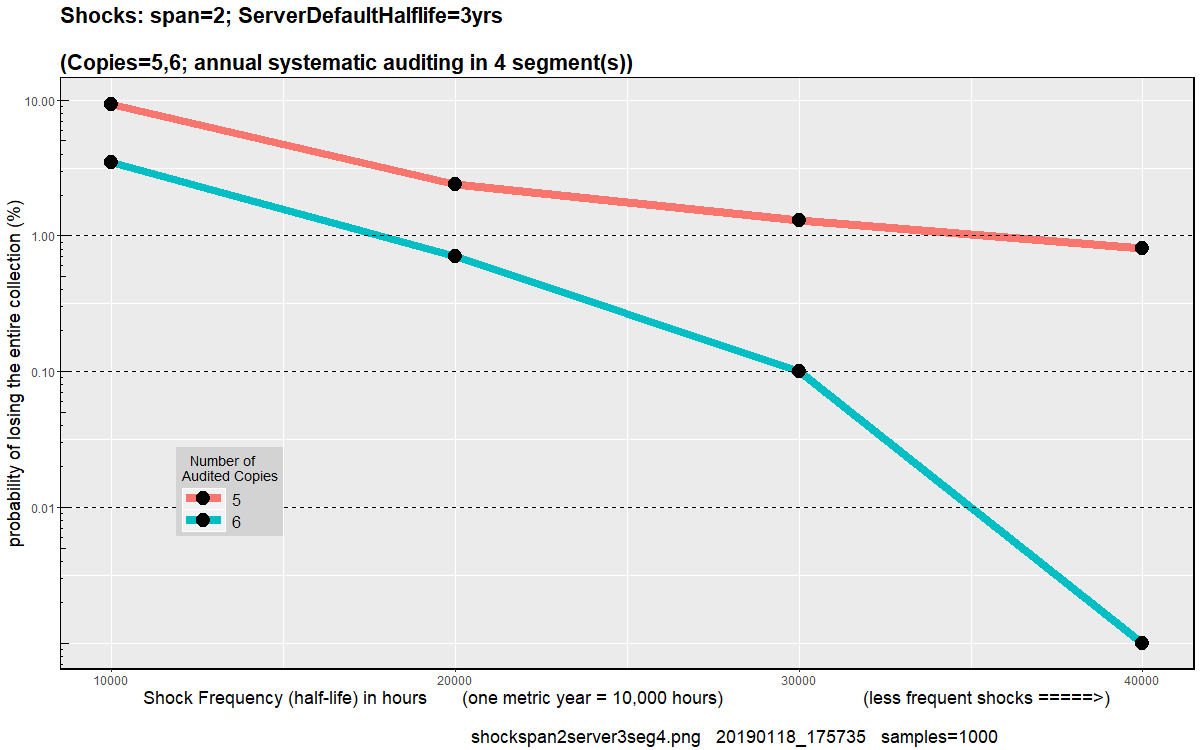 Shocks: span=2; ServerDefaultHalflife=3yrs
(Copies=5,6; annual systematic auditing in 4 segment(s))
probability of losing the entire collection (%)
10.00
1.00
0.10
0.01
Number of
Audited Copies
5
6
10000 20000 30000 40000
Shock Frequency (half-life) in hours (one metric year = 10,000 hours) (less frequent shocks =====>)
shockspan2server3seg4.png 20190118_175735 samples=1000